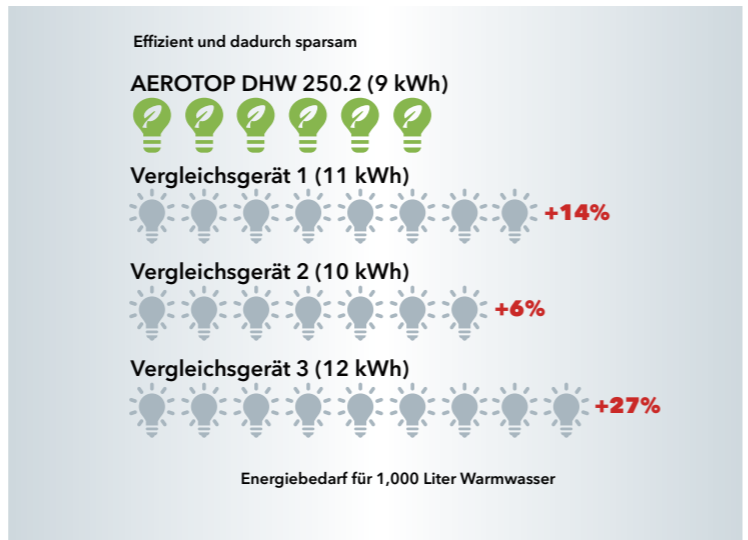 Effizient und dadurch sparsam
AEROTOP DHW 250.2 (9 kWh)
Vergleichsgerät 1 (11 kWh)
+14%
Vergleichsgerät 2 (10 kWh)
+6%
Vergleichsgerät 3 (12 kWh)
+27%
Energiebedarf für 1,000 Liter Warmwasser